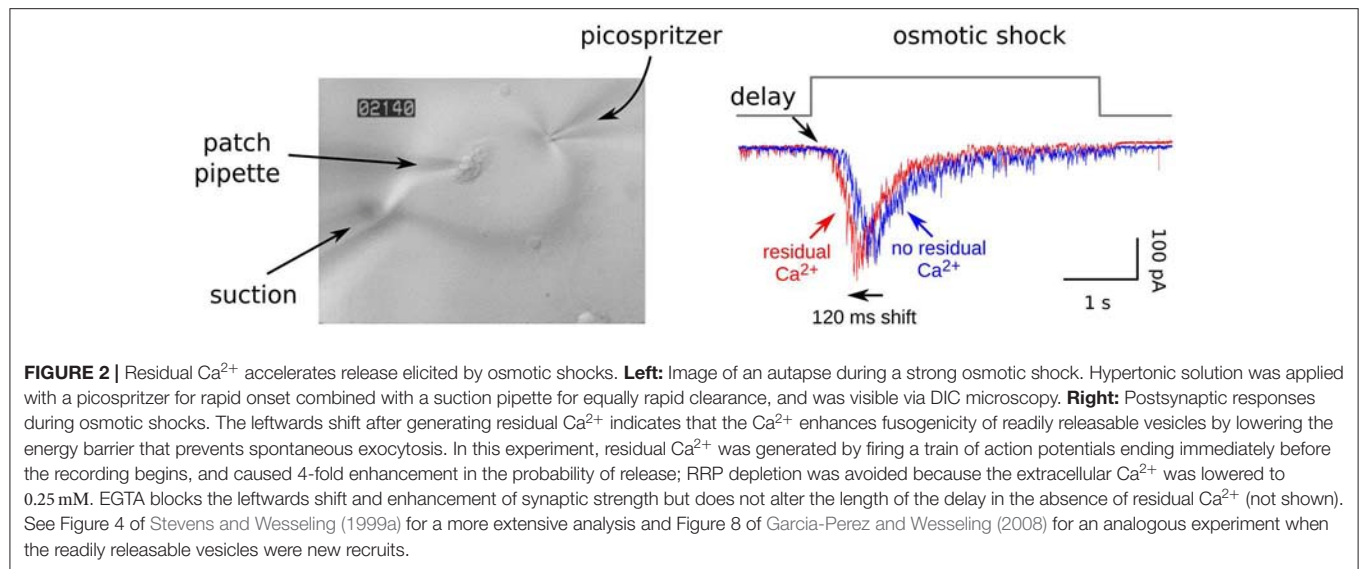 picospritzer
osmotic shock
02140
delay
patch
pipette
suction
residual
Ca²⁺
no residual
Ca²⁺
120 ms shift
1 s
100 pA
FIGURE 2 | Residual Ca²⁺ accelerates release elicited by osmotic shocks. Left: Image of an autapse during a strong osmotic shock. Hypertonic solution was applied
with a picospritzer for rapid onset combined with a suction pipette for equally rapid clearance, and was visible via DIC microscopy. Right: Postsynaptic responses
during osmotic shocks. The leftwards shift after generating residual Ca²⁺ indicates that the Ca²⁺ enhances fusogenicity of readily releasable vesicles by lowering the
energy barrier that prevents spontaneous exocytosis. In this experiment, residual Ca²⁺ was generated by firing a train of action potentials ending immediately before
the recording begins, and caused 4-fold enhancement in the probability of release; RRP depletion was avoided because the extracellular Ca²⁺ was lowered to
0.25 mM. EGTA blocks the leftwards shift and enhancement of synaptic strength but does not alter the length of the delay in the absence of residual Ca²⁺ (not shown).
See Figure 4 of Stevens and Wesseling (1999a) for a more extensive analysis and Figure 8 of Garcia-Perez and Wesseling (2008) for an analogous experiment when
the readily releasable vesicles were new recruits.